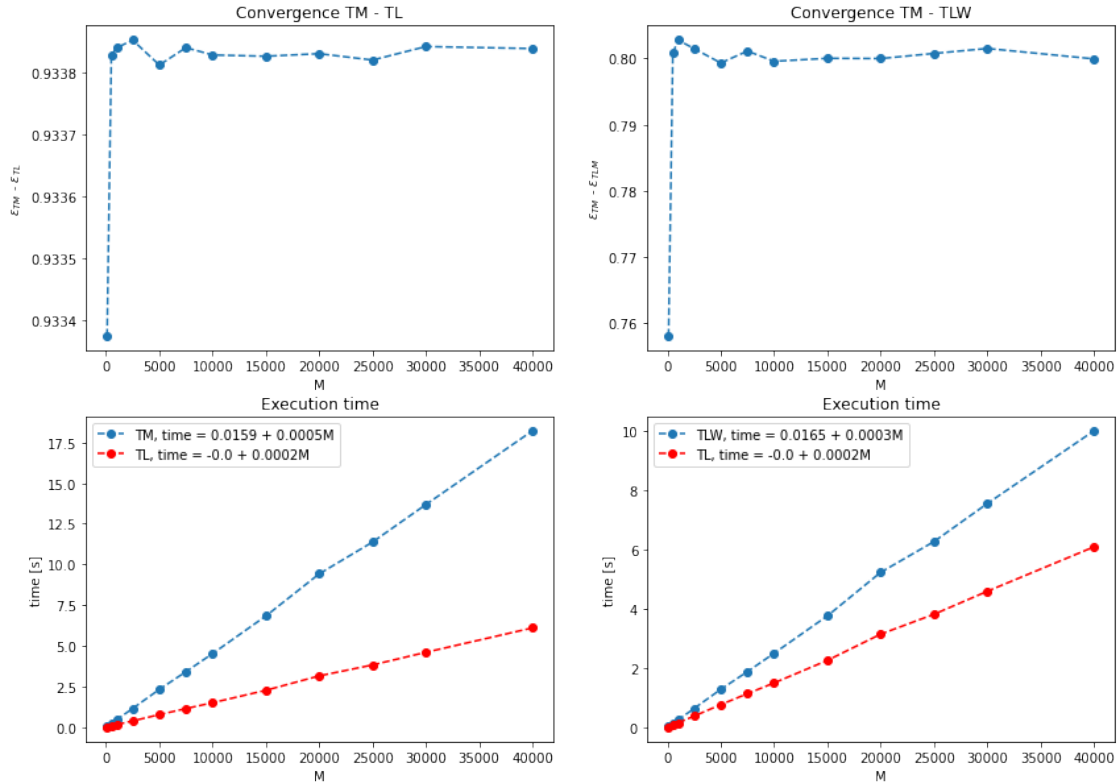 Convergence TM - TL
0.9338
0.9337
0.9336
0.9335
0.9334
ε_TM - ε_TL
0 5000 10000 15000 20000 25000 30000 35000 40000
M
Convergence TM - TLW
0.80
0.79
0.78
0.77
0.76
ε_TM - ε_TLM
0 5000 10000 15000 20000 25000 30000 35000 40000
M
Execution time
TM, time = 0.0159 + 0.0005M
TL, time = -0.0 + 0.0002M
17.5
15.0
12.5
10.0
7.5
5.0
2.5
0.0
time [s]
0 5000 10000 15000 20000 25000 30000 35000 40000
M
Execution time
TLW, time = 0.0165 + 0.0003M
TL, time = -0.0 + 0.0002M
10
8
6
4
2
0
time [s]
0 5000 10000 15000 20000 25000 30000 35000 40000
M